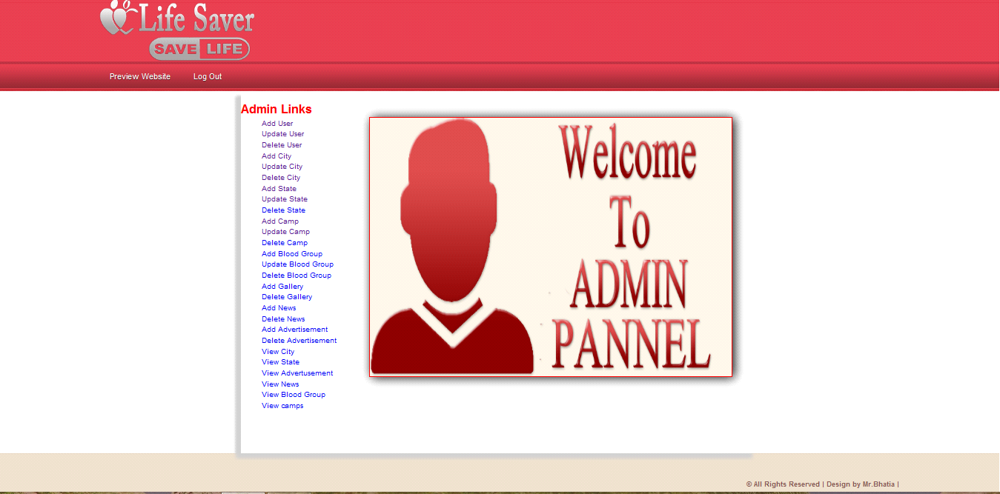 Life Saver
SAVE LIFE
Preview Website Log Out
Admin Links
Add User
Update User
Delete User
Add City
Update City
Delete City
Add State
Update State
Delete State
Add Camp
Update Camp
Delete Camp
Add Blood Group
Update Blood Group
Delete Blood Group
Add Gallery
Delete Gallery
Add News
Delete News
Add Advertisement
Delete Advertisement
View City
View State
View Advertusement
View News
View Blood Group
View camps
Welcome
To
ADMIN
PANNEL
© All Rights Reserved | Design by Mr.Bhatia |